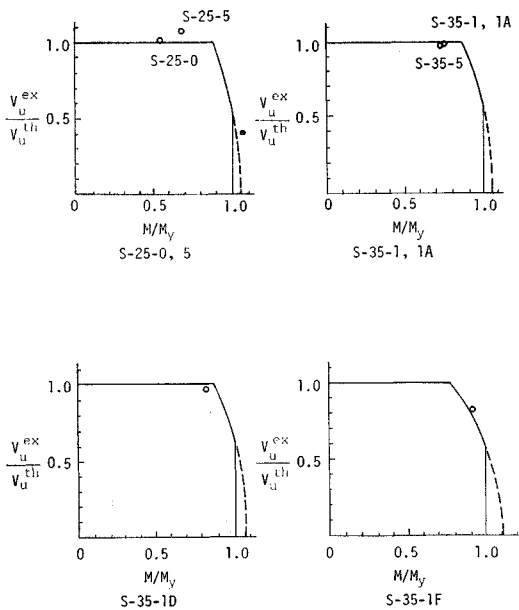 S-25-5
1.0
S-25-0
V_u^ex
V_u^th
0.5
0
0.5
1.0
M/M_y
S-25-0, 5
S-35-1, 1A
1.0
S-35-5
V_u^ex
V_u^th
0.5
0
0.5
1.0
M/M_y
S-35-1, 1A
1.0
V_u^ex
V_u^th
0.5
0
0.5
1.0
M/M_y
S-35-1D
1.0
V_u^ex
V_u^th
0.5
0
0.5
1.0
M/M_y
S-35-1F